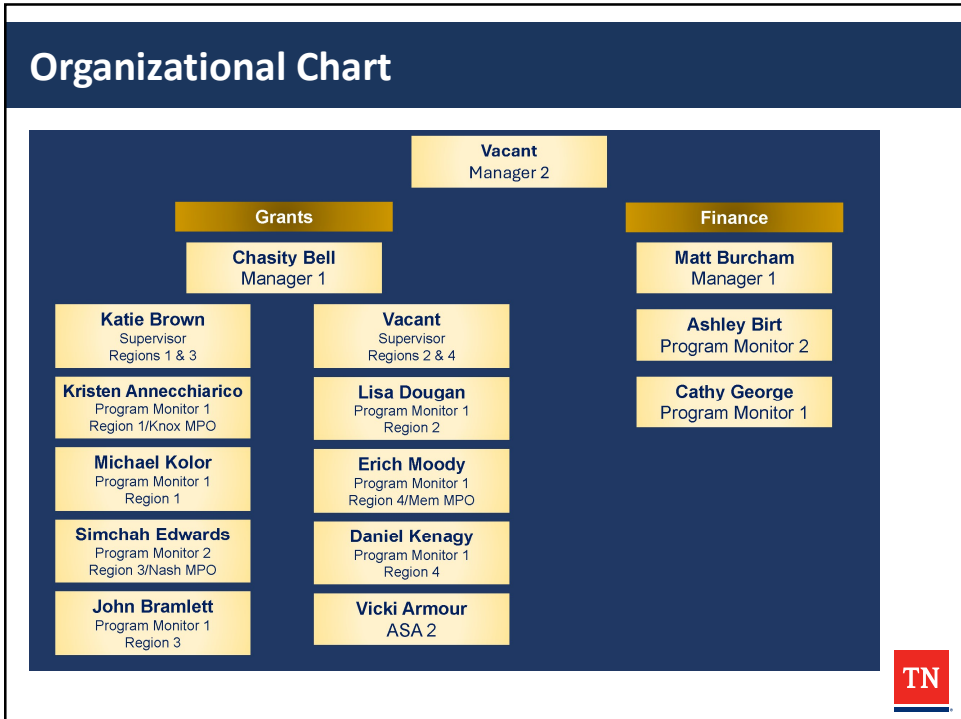 Organizational Chart
Vacant
Manager 2
Grants
Chasity Bell
Manager 1
Katie Brown
Supervisor
Regions 1 & 3
Kristen Annecchiarico
Program Monitor 1
Region 1/Knox MPO
Michael Kolor
Program Monitor 1
Region 1
Simchah Edwards
Program Monitor 2
Region 3/Nash MPO
John Bramlett
Program Monitor 1
Region 3
Vacant
Supervisor
Regions 2 & 4
Lisa Dougan
Program Monitor 1
Region 2
Erich Moody
Program Monitor 1
Region 4/Mem MPO
Daniel Kenagy
Program Monitor 1
Region 4
Vicki Armour
ASA 2
Finance
Matt Burcham
Manager 1
Ashley Birt
Program Monitor 2
Cathy George
Program Monitor 1
TN